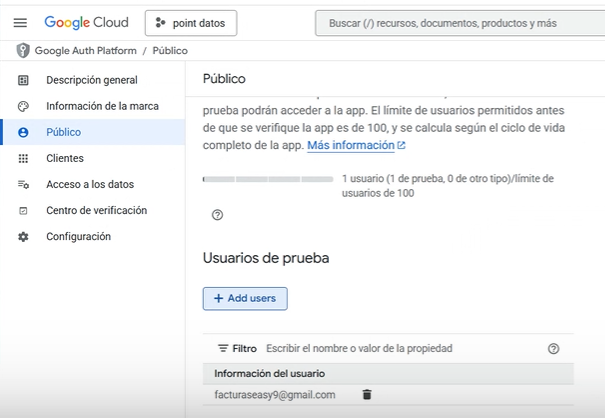 Google Cloud
point datos
Buscar (/) recursos, documentos, productos y más
Google Auth Platform / Público
Descripción general
Información de la marca
Público
Clientes
Acceso a los datos
Centro de verificación
Configuración
Público
prueba podrán acceder a la app. El límite de usuarios permitidos antes
de que se verifique la app es de 100, y se calcula según el ciclo de vida
completo de la app. Más información
1 usuario (1 de prueba, 0 de otro tipo)/límite de
usuarios de 100
Usuarios de prueba
+ Add users
Filtro Escribir el nombre o valor de la propiedad
Información del usuario
facturaseasy9@gmail.com